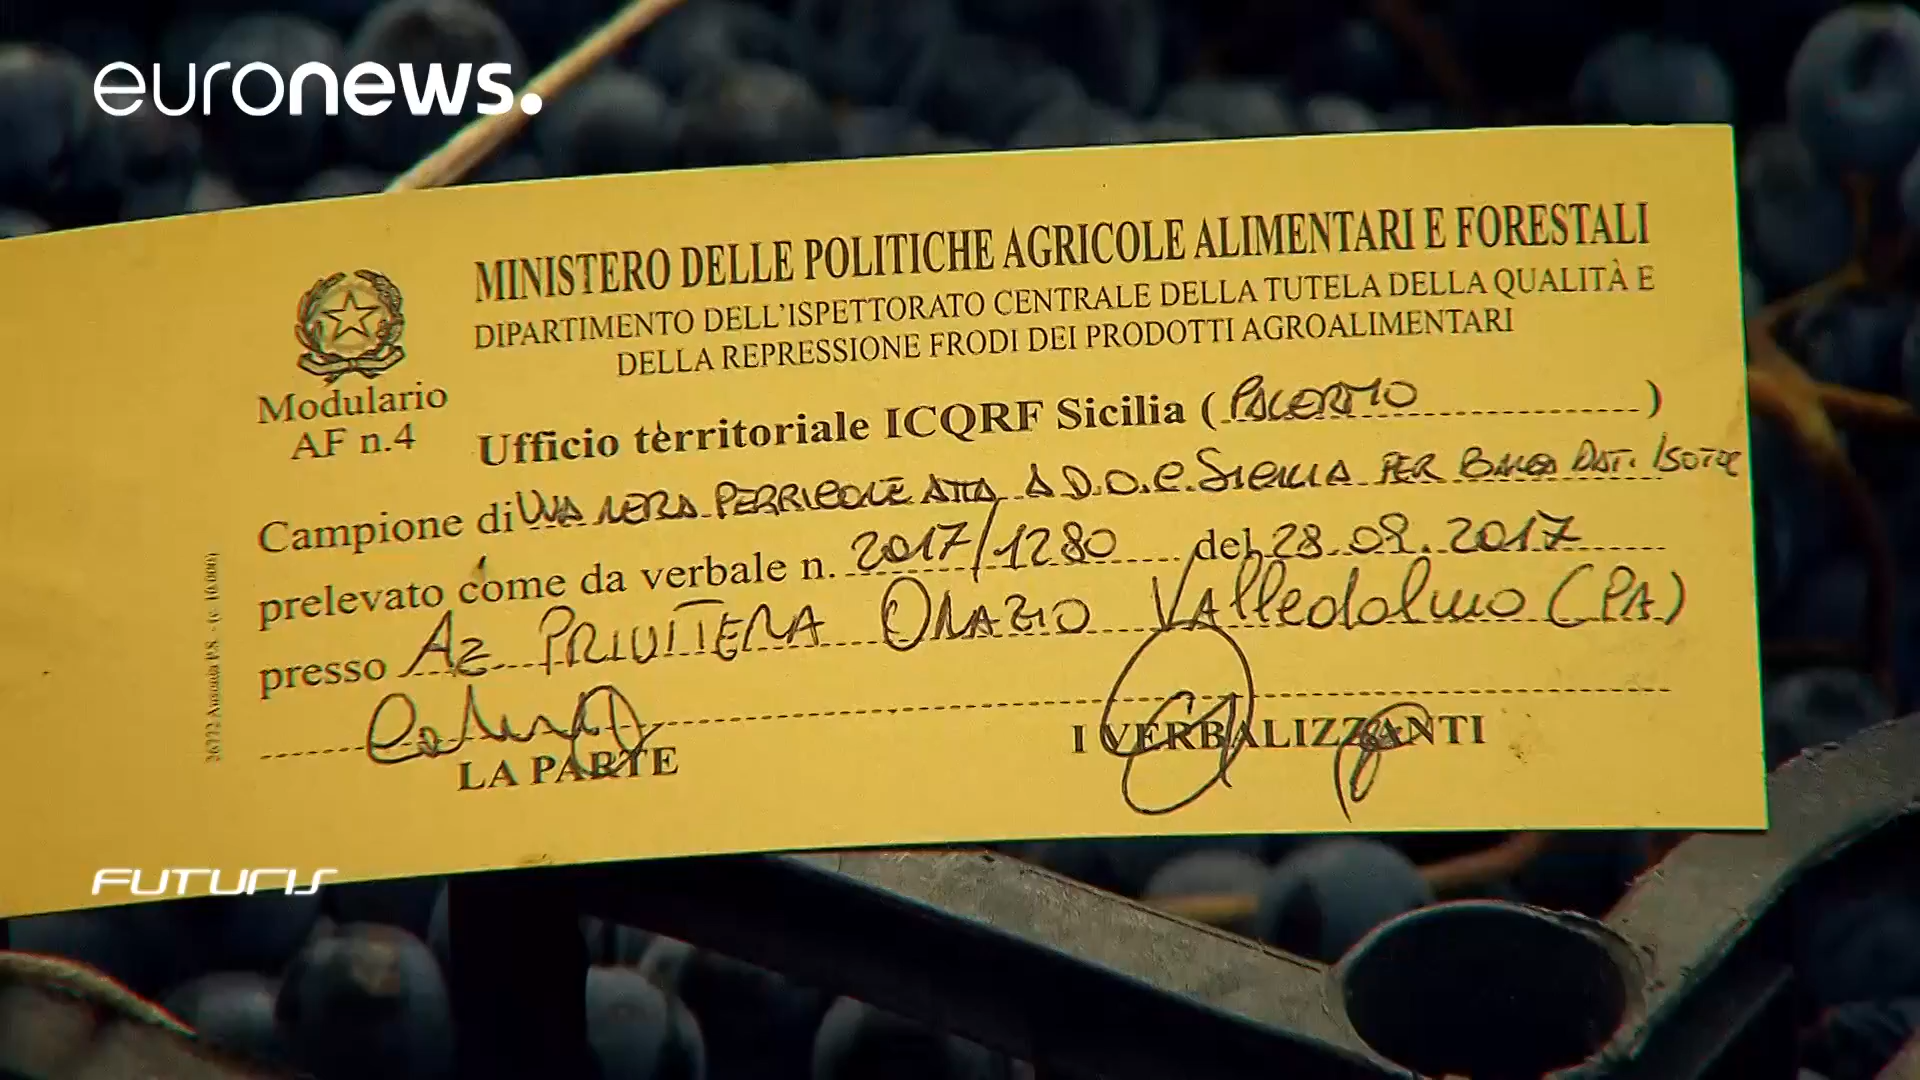 euronews.
MINISTERO DELLE POLITICHE AGRICOLE ALIMENTARI E FORESTALI
DIPARTIMENTO DELL'ISPETTORATO CENTRALE DELLA TUTELA DELLA QUALITÀ E
DELLA REPRESSIONE FRODI DEI PRODOTTI AGROALIMENTARI
Modulario
AF n.4
Ufficio territoriale ICQRF Sicilia (PALERMO)
Campione di UVA NERA PERRICONE ATTA A D.O.C. SICILIA PER BANCA DATI ISOTOP
prelevato come da verbale n. 2017/1280 del 28.09.2017
presso AZ PRIVITERA ORAZIO Valledolmo (PA)
LA PARTE
I VERBALIZZANTI
FUTURIS